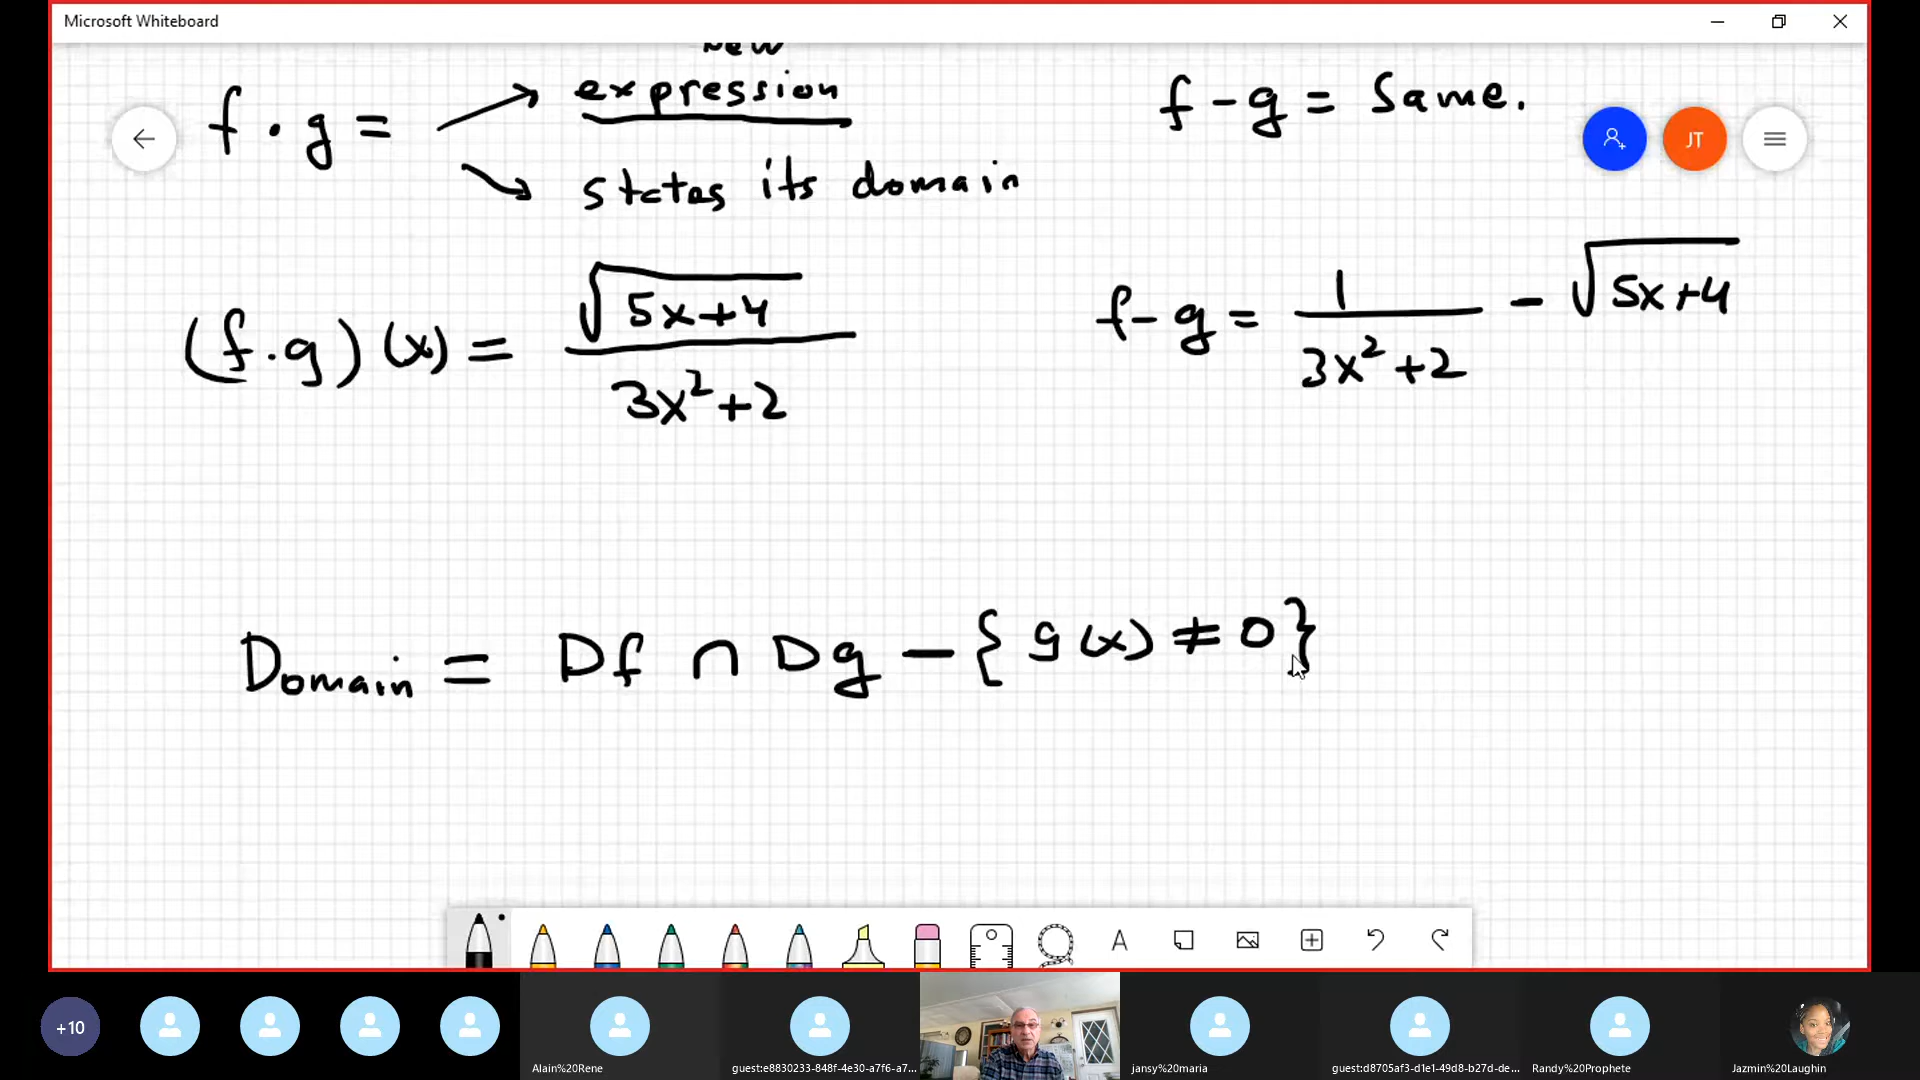 Microsoft Whiteboard
new
expression
f · g =
states its domain
f - g = Same.
JT
(f.g)(x) = √5x+4 / 3x²+2
f - g = 1 / 3x²+2 - √5x+4
Domain = Df ∩ Dg - { g(x) ≠ 0}
A
+10
Alain%20Rene
guest:e8830233-848f-4e30-a7f6-a7...
jansy%20maria
guest:d8705af3-d1e1-49d8-b27d-de...
Randy%20Prophete
Jazmin%20Laughin